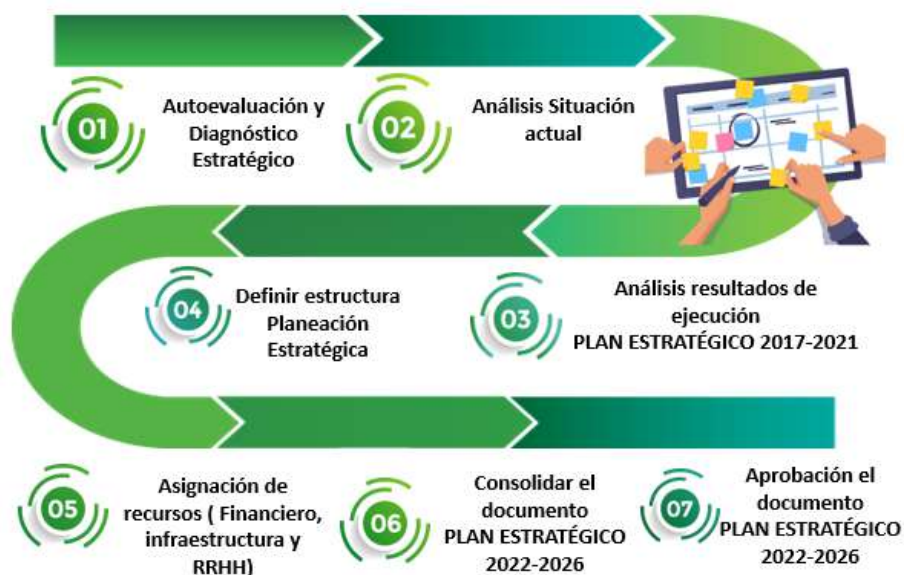 01
Autoevaluación y
Diagnóstico
Estratégico
02
Análisis Situación
actual
03
Análisis resultados de
ejecución
PLAN ESTRATÉGICO 2017-2021
04
Definir estructura
Planeación
Estratégica
05
Asignación de
recursos ( Financiero,
infraestructura y
RRHH)
06
Consolidar el
documento
PLAN ESTRATÉGICO
2022-2026
07
Aprobación el
documento
PLAN ESTRATÉGICO
2022-2026